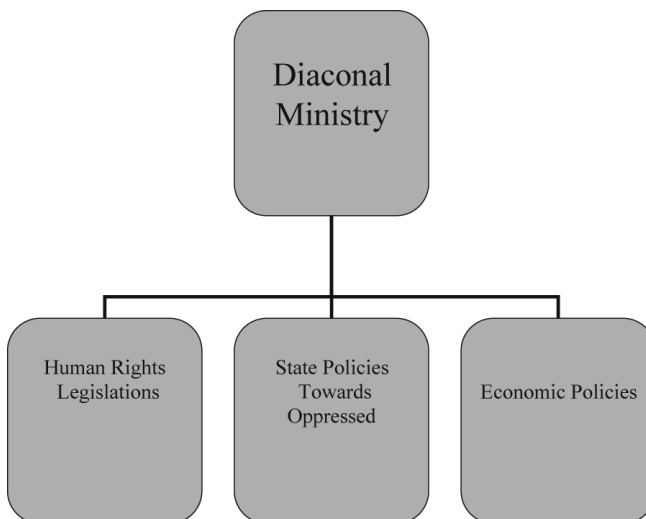 Diaconal
Ministry
Human Rights
Legislations
State Policies
Towards
Oppressed
Economic Policies